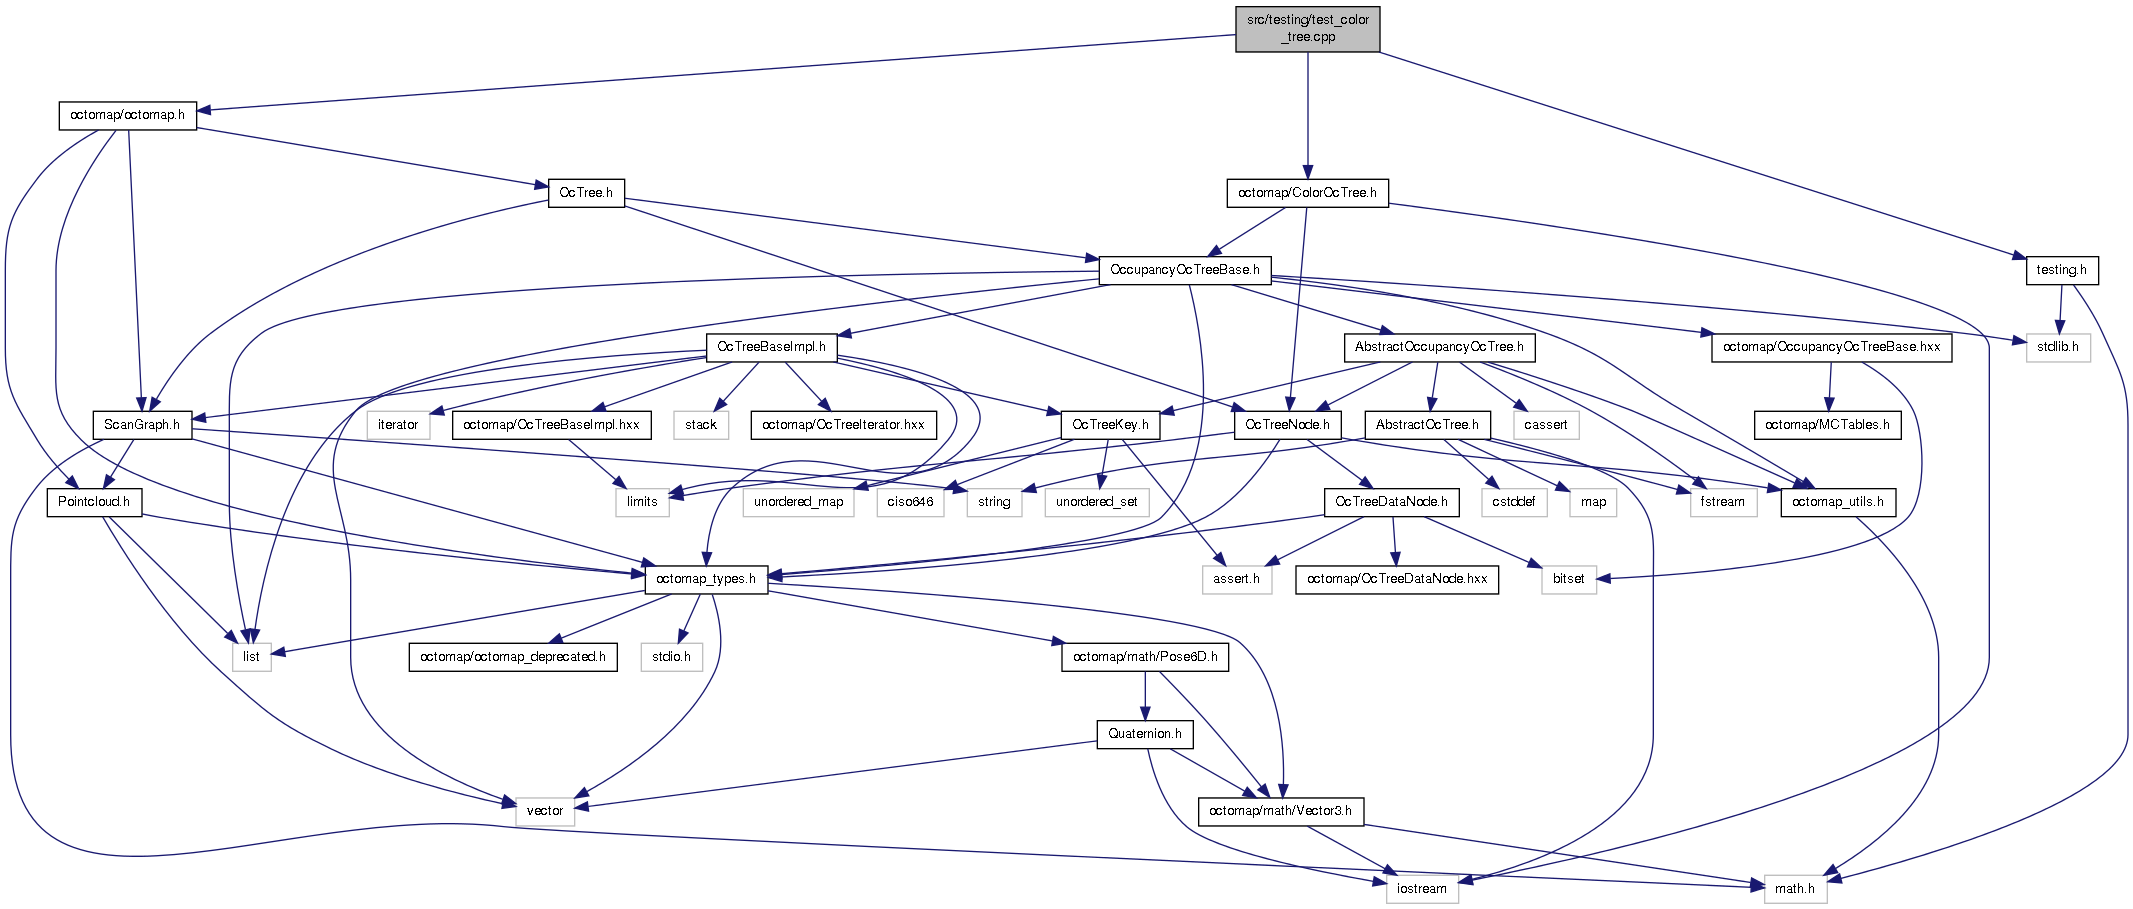 src/testing/test_color
_tree.cpp
octomap/octomap.h
OcTree.h
octomap/ColorOcTree.h
OccupancyOcTreeBase.h
testing.h
OcTreeBaseImpl.h
AbstractOccupancyOcTree.h
octomap/OccupancyOcTreeBase.hxx
stdlib.h
ScanGraph.h
iterator
octomap/OcTreeBaseImpl.hxx
stack
octomap/OcTreeIterator.hxx
OcTreeKey.h
OcTreeNode.h
AbstractOcTree.h
cassert
octomap/MCTables.h
Pointcloud.h
limits
unordered_map
ciso646
string
unordered_set
OcTreeDataNode.h
cstddef
map
fstream
octomap_utils.h
octomap_types.h
assert.h
octomap/OcTreeDataNode.hxx
bitset
list
octomap/octomap_deprecated.h
stdio.h
octomap/math/Pose6D.h
Quaternion.h
vector
octomap/math/Vector3.h
iostream
math.h